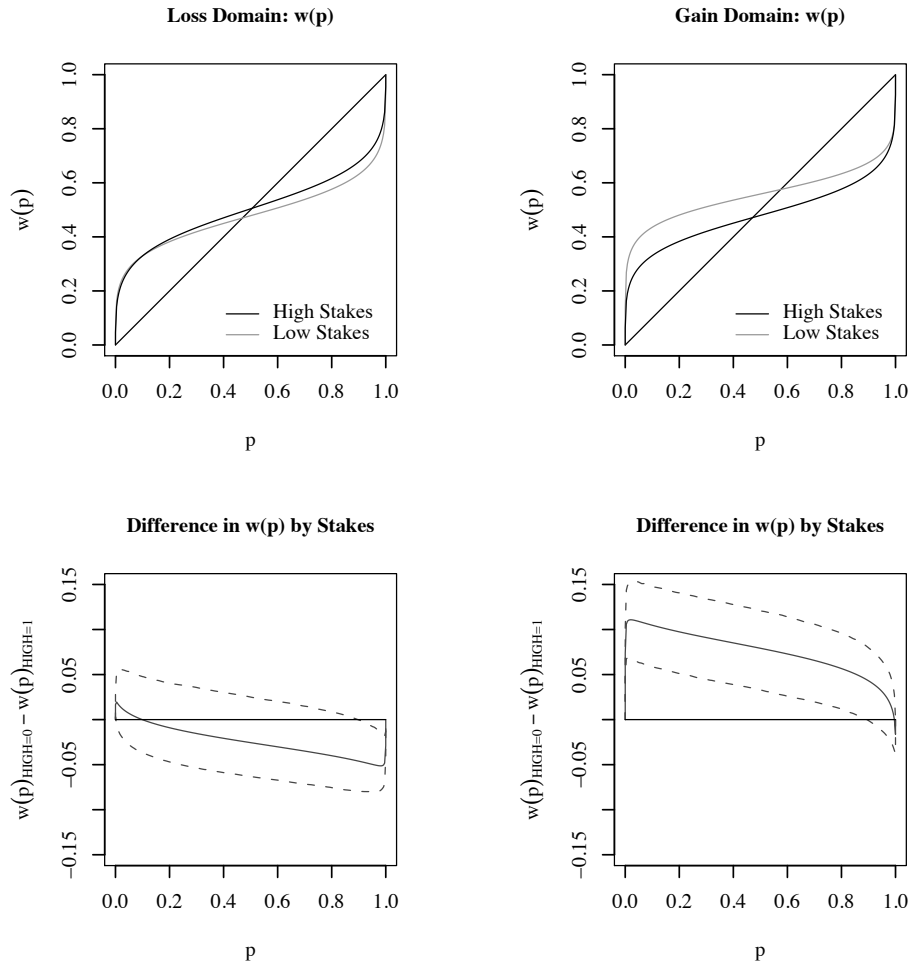 Loss Domain: w(p)
w(p)
1.0
0.8
0.6
0.4
0.2
0.0
High Stakes
Low Stakes
0.0 0.2 0.4 0.6 0.8 1.0
p
Gain Domain: w(p)
w(p)
1.0
0.8
0.6
0.4
0.2
0.0
High Stakes
Low Stakes
0.0 0.2 0.4 0.6 0.8 1.0
p
Difference in w(p) by Stakes
w(p)HIGH=0 − w(p)HIGH=1
0.15
0.05
−0.05
−0.15
0.0 0.2 0.4 0.6 0.8 1.0
p
Difference in w(p) by Stakes
w(p)HIGH=0 − w(p)HIGH=1
0.15
0.05
−0.05
−0.15
0.0 0.2 0.4 0.6 0.8 1.0
p